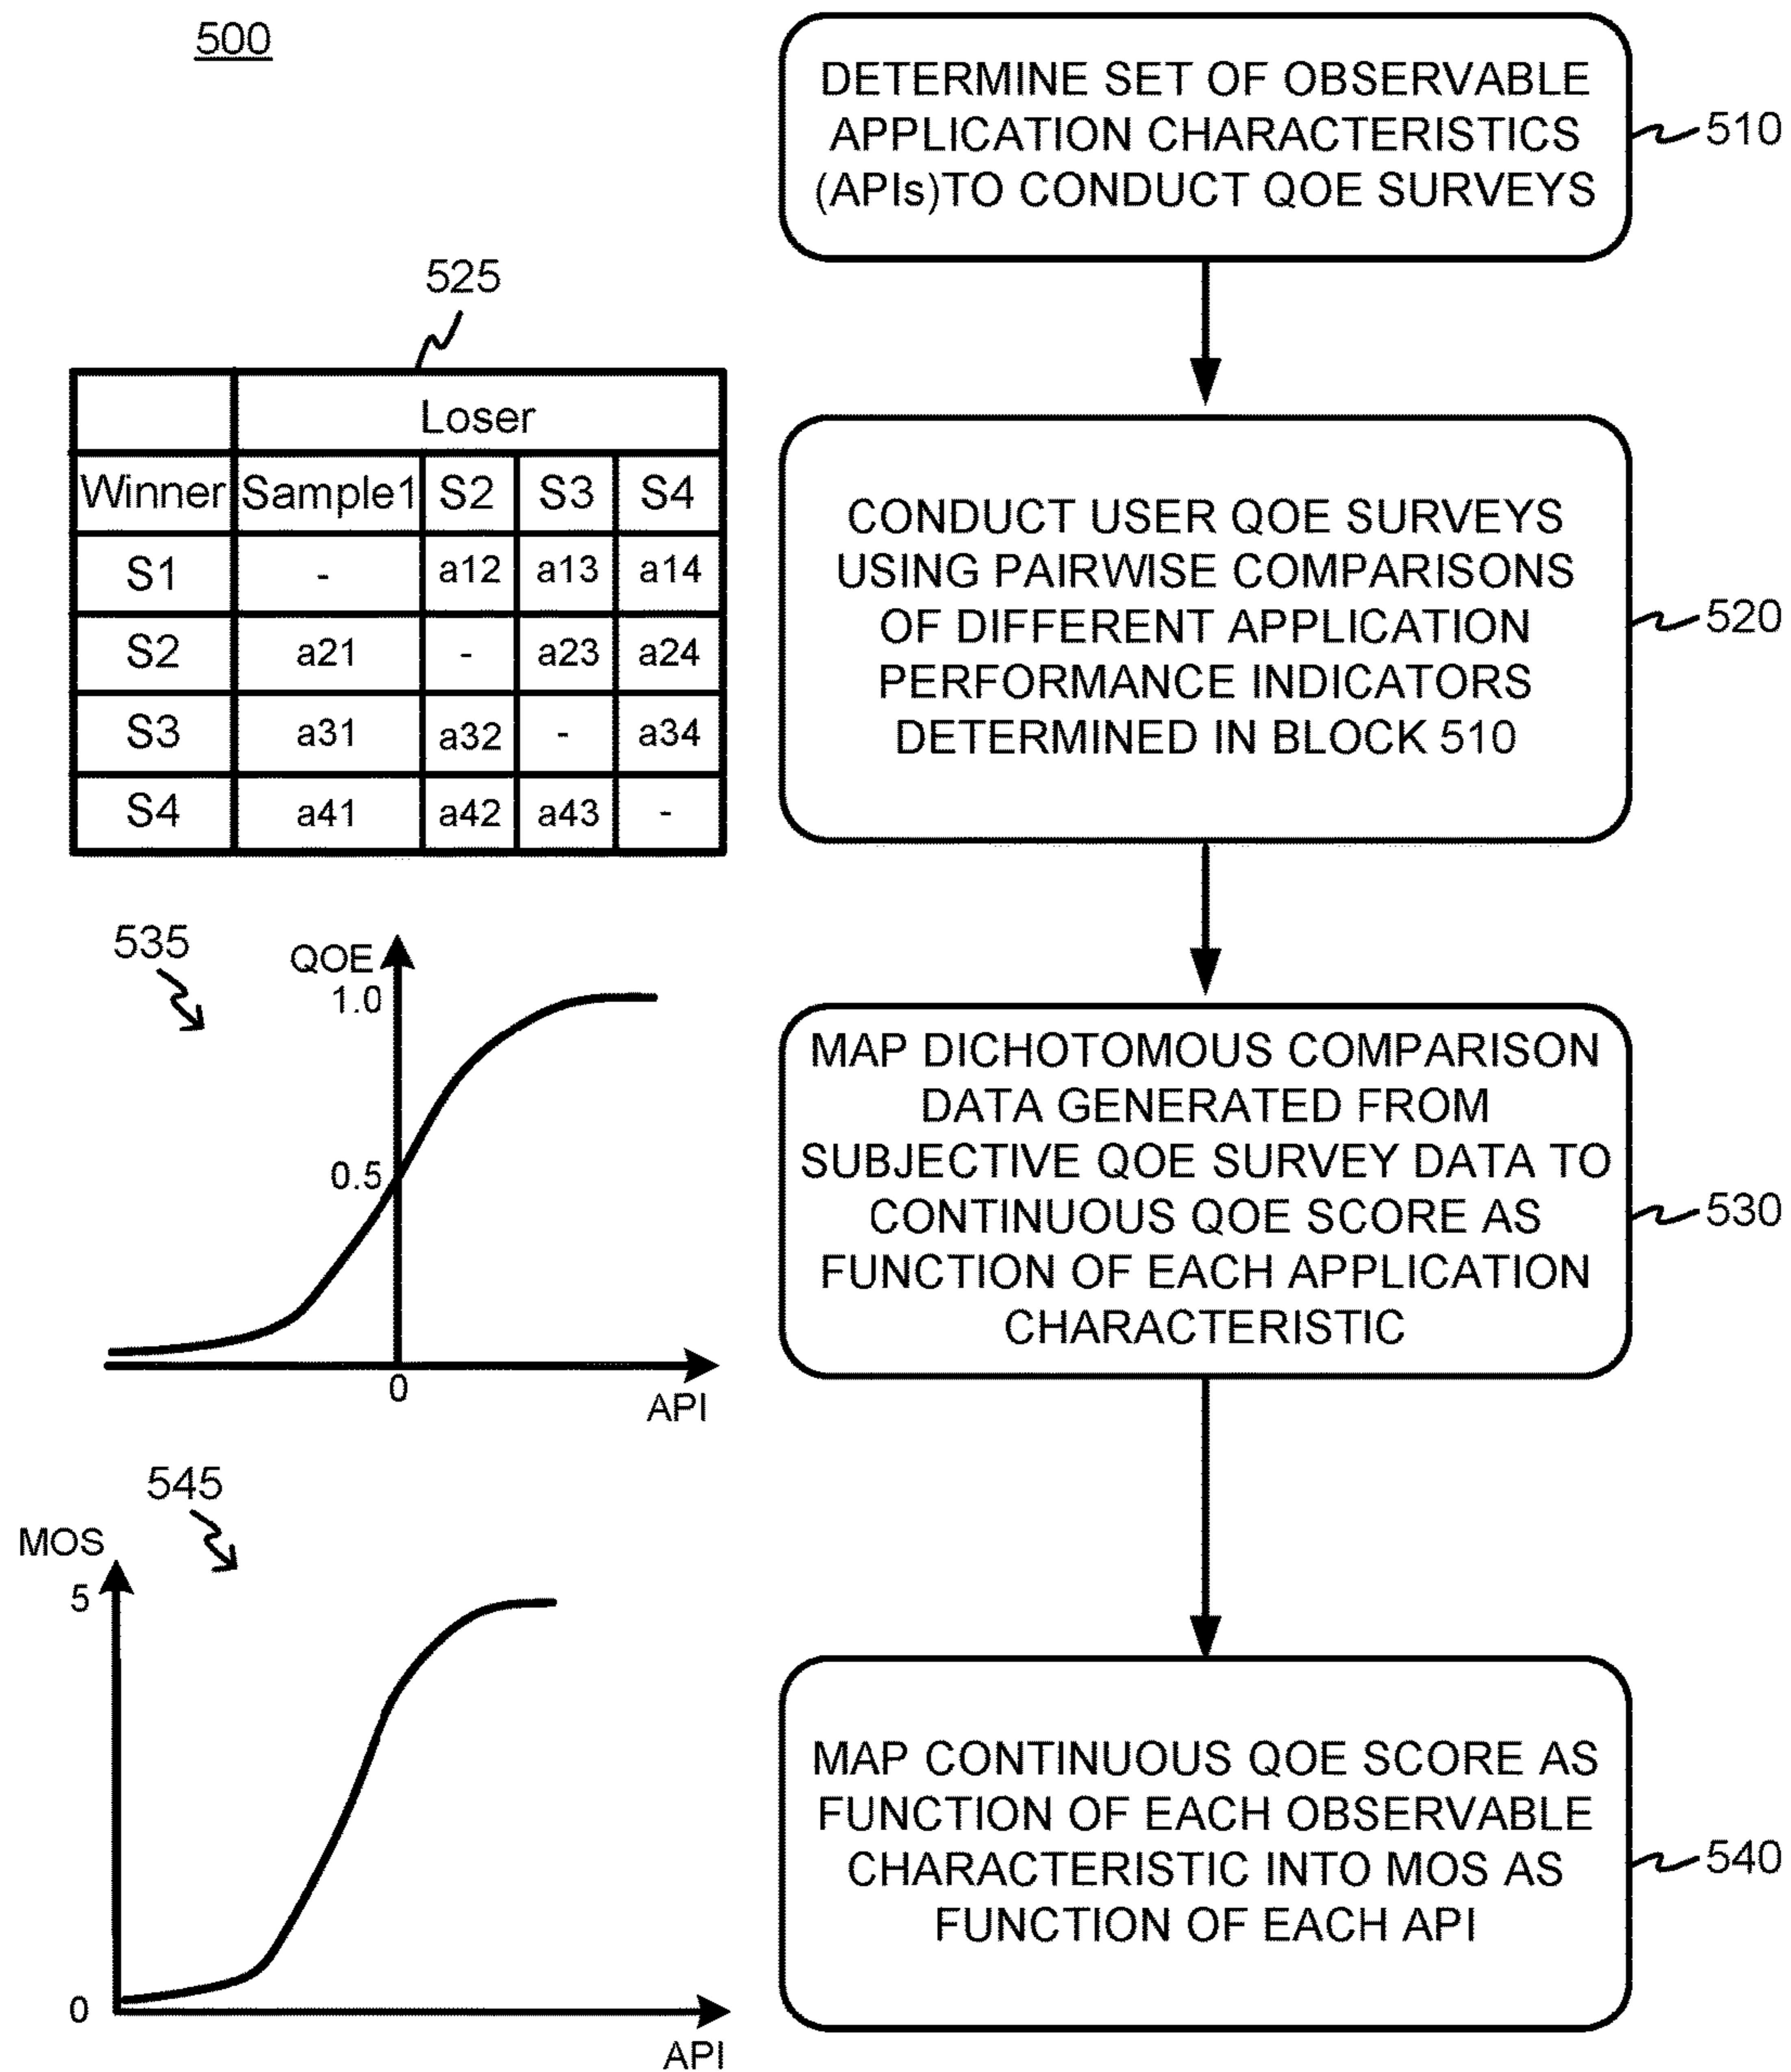 500
DETERMINE SET OF OBSERVABLE
APPLICATION CHARACTERISTICS
(APIs)TO CONDUCT QOE SURVEYS
510
525
Loser
Winner Sample1 S2 S3 S4
S1 - a12 a13 a14
S2 a21 - a23 a24
S3 a31 a32 - a34
S4 a41 a42 a43 -
CONDUCT USER QOE SURVEYS
USING PAIRWISE COMPARISONS
OF DIFFERENT APPLICATION
PERFORMANCE INDICATORS
DETERMINED IN BLOCK 510
520
535
QOE
1.0
0.5
0
API
MAP DICHOTOMOUS COMPARISON
DATA GENERATED FROM
SUBJECTIVE QOE SURVEY DATA TO
CONTINUOUS QOE SCORE AS
FUNCTION OF EACH APPLICATION
CHARACTERISTIC
530
545
MOS
5
0
API
MAP CONTINUOUS QOE SCORE AS
FUNCTION OF EACH OBSERVABLE
CHARACTERISTIC INTO MOS AS
FUNCTION OF EACH API
540